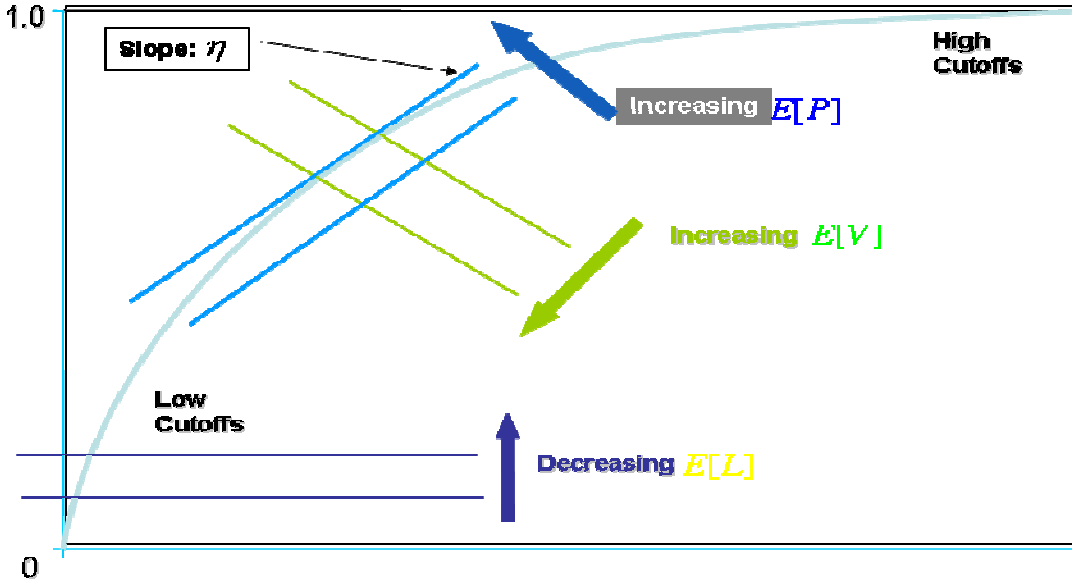 1.0
Slope: η
High
Cutoffs
Increasing E[P]
Increasing E[V]
Low
Cutoffs
Decreasing E[L]
0